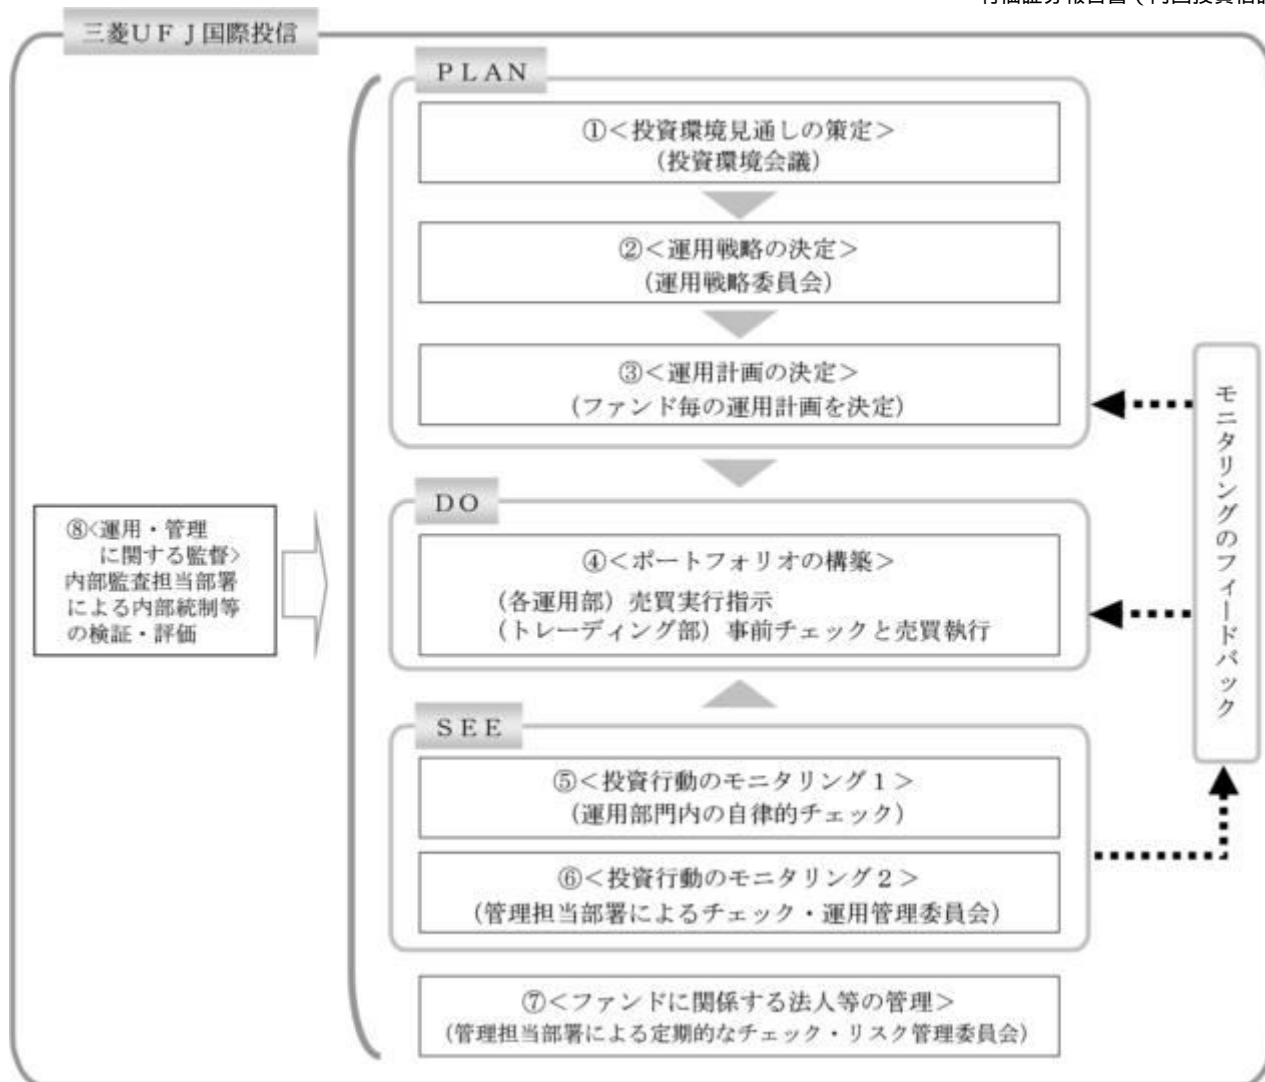 三菱ＵＦＪ国際投信
ＰＬＡＮ
①＜投資環境見通しの策定＞
（投資環境会議）
②＜運用戦略の決定＞
（運用戦略委員会）
③＜運用計画の決定＞
（ファンド毎の運用計画を決定）
ＤＯ
④＜ポートフォリオの構築＞
（各運用部）売買実行指示
（トレーディング部）事前チェックと売買執行
ＳＥＥ
⑤＜投資行動のモニタリング１＞
（運用部門内の自律的チェック）
⑥＜投資行動のモニタリング２＞
（管理担当部署によるチェック・運用管理委員会）
⑦＜ファンドに関係する法人等の管理＞
（管理担当部署による定期的なチェック・リスク管理委員会）
⑧<運用・管理
に関する監督>
内部監査担当部署
による内部統制等
の検証・評価
モニタリングのフィードバック